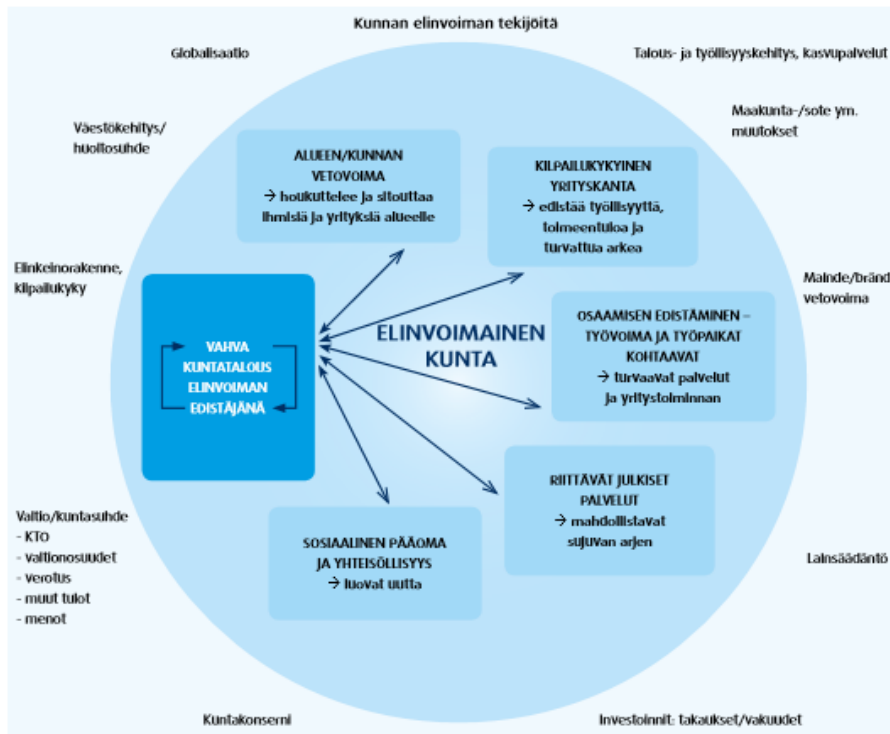 Kunnan elinvoiman tekijöitä
Globalisaatio
Talous- ja työllisyyskehitys, kasvupalvelut
Maakunta-/sote ym.
muutokset
Väestökehitys/
huoltosuhde
ALUEEN/KUNNAN
VETOVOIMA
→ houkuttelee ja sitouttaa
ihmisiä ja yrityksiä alueelle
KILPAILUKYKYINEN
YRITYSKANTA
→ edistää työllisyyttä,
toimeentuloa ja
turvattua arkea
Elinkeinorakenne,
kilpailukyky
Maine/bränd
vetovoima
VAHVA
KUNTATALOUS
ELINVOIMAN
EDISTÄJÄNÄ
ELINVOIMAINEN
KUNTA
OSAAMISEN EDISTÄMINEN –
TYÖVOIMA JA TYÖPAIKAT
KOHTAAVAT
→ turvaavat palvelut
ja yritystoiminnan
RIITTÄVÄT JULKISET
PALVELUT
→ mahdollistavat
sujuvan arjen
SOSIAALINEN PÄÄOMA
JA YHTEISÖLLISYYS
→ luovat uutta
Valtio/kuntasuhde
- KTO
- valtionosuudet
- verotus
- muut tulot
- menot
Lainsäädäntö
Kuntakonserni
Investoinnit: takaukset/vakuudet